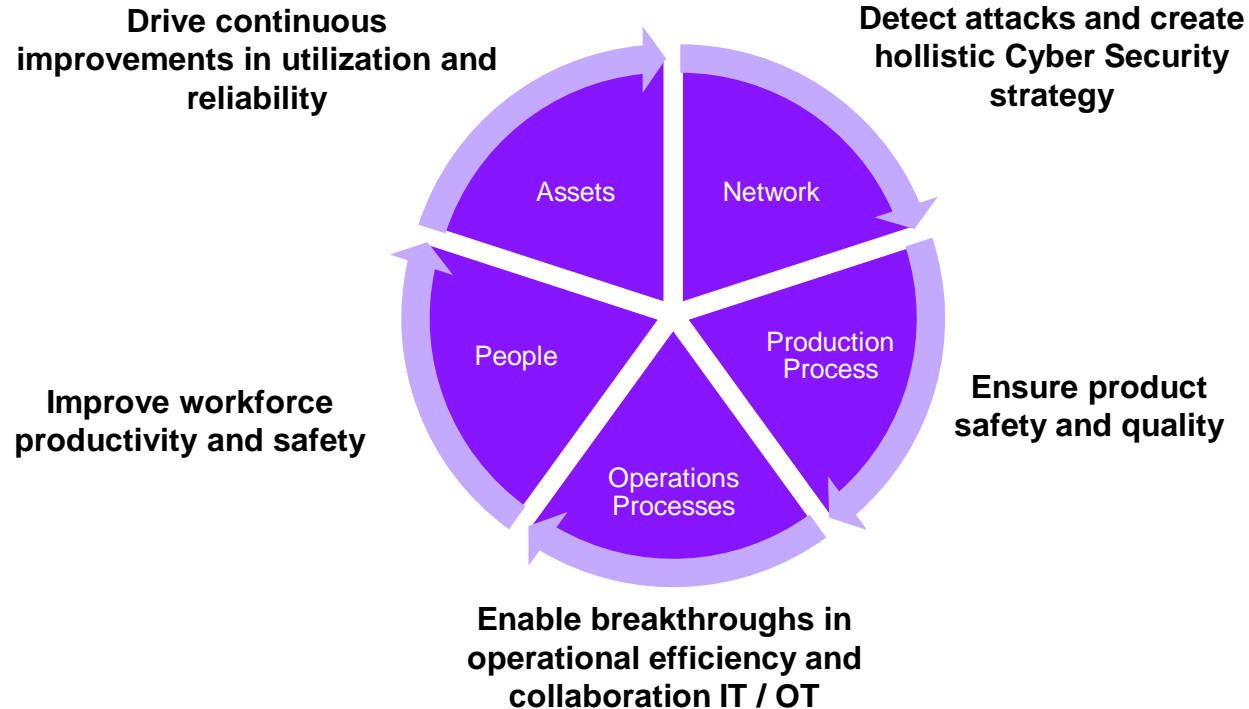 Drive continuous
improvements in utilization and
reliability
Detect attacks and create
hollistic Cyber Security
strategy
Assets
Network
People
Production
Process
Operations
Processes
Improve workforce
productivity and safety
Ensure product
safety and quality
Enable breakthroughs in
operational efficiency and
collaboration IT / OT